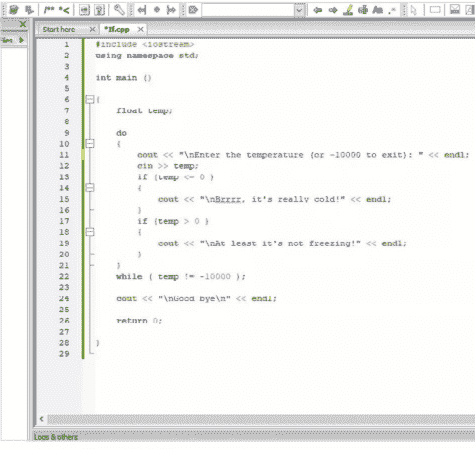 Start here × *If.cpp ×
1 #include <iostream>
2 using namespace std;
3
4 int main ()
5
6 {
7 float temp;
8
9 do
10 {
11 cout << "\nEnter the temperature (or -10000 to exit): " << endl;
12 cin >> temp;
13 if (temp <= 0 )
14 {
15 cout << "\nBrrrr, it's really cold!" << endl;
16 }
17 if (temp > 0 )
18 {
19 cout << "\nAt least it's not freezing!" << endl;
20 }
21 }
22 while ( temp != -10000 );
23
24 cout << "\nGood bye\n" << endl;
25
26 return 0;
27
28 }
29
Logs & others